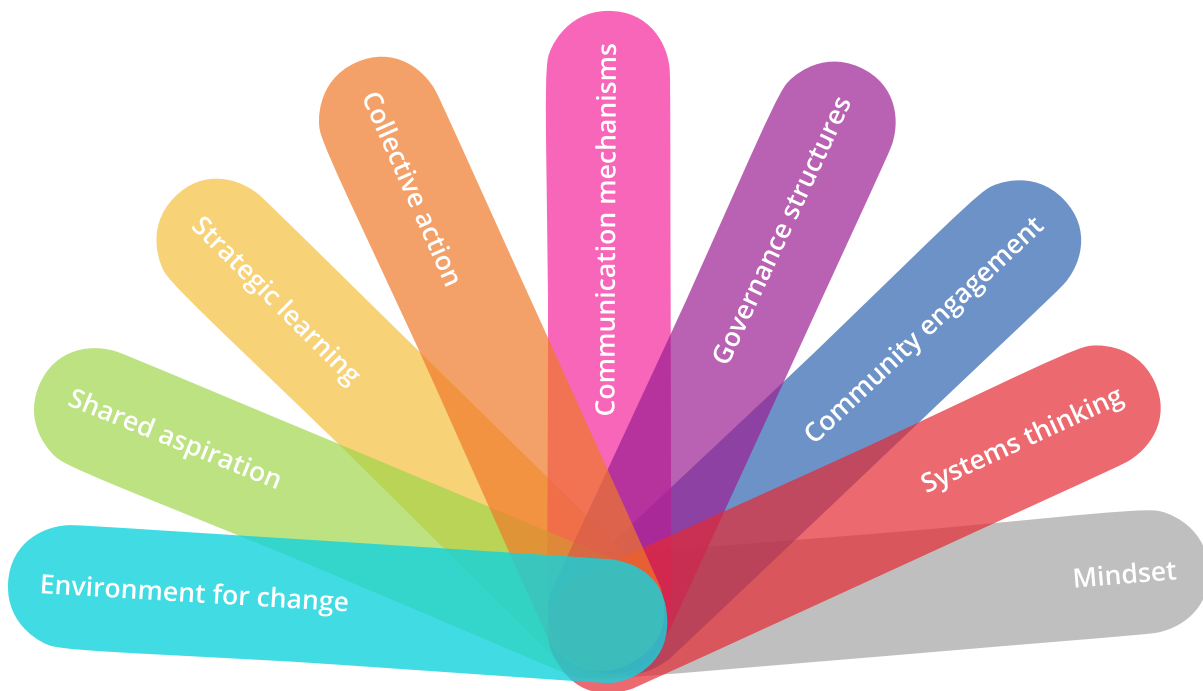 Environment for change
Shared aspiration
Strategic learning
Collective action
Communication mechanisms
Governance structures
Community engagement
Systems thinking
Mindset